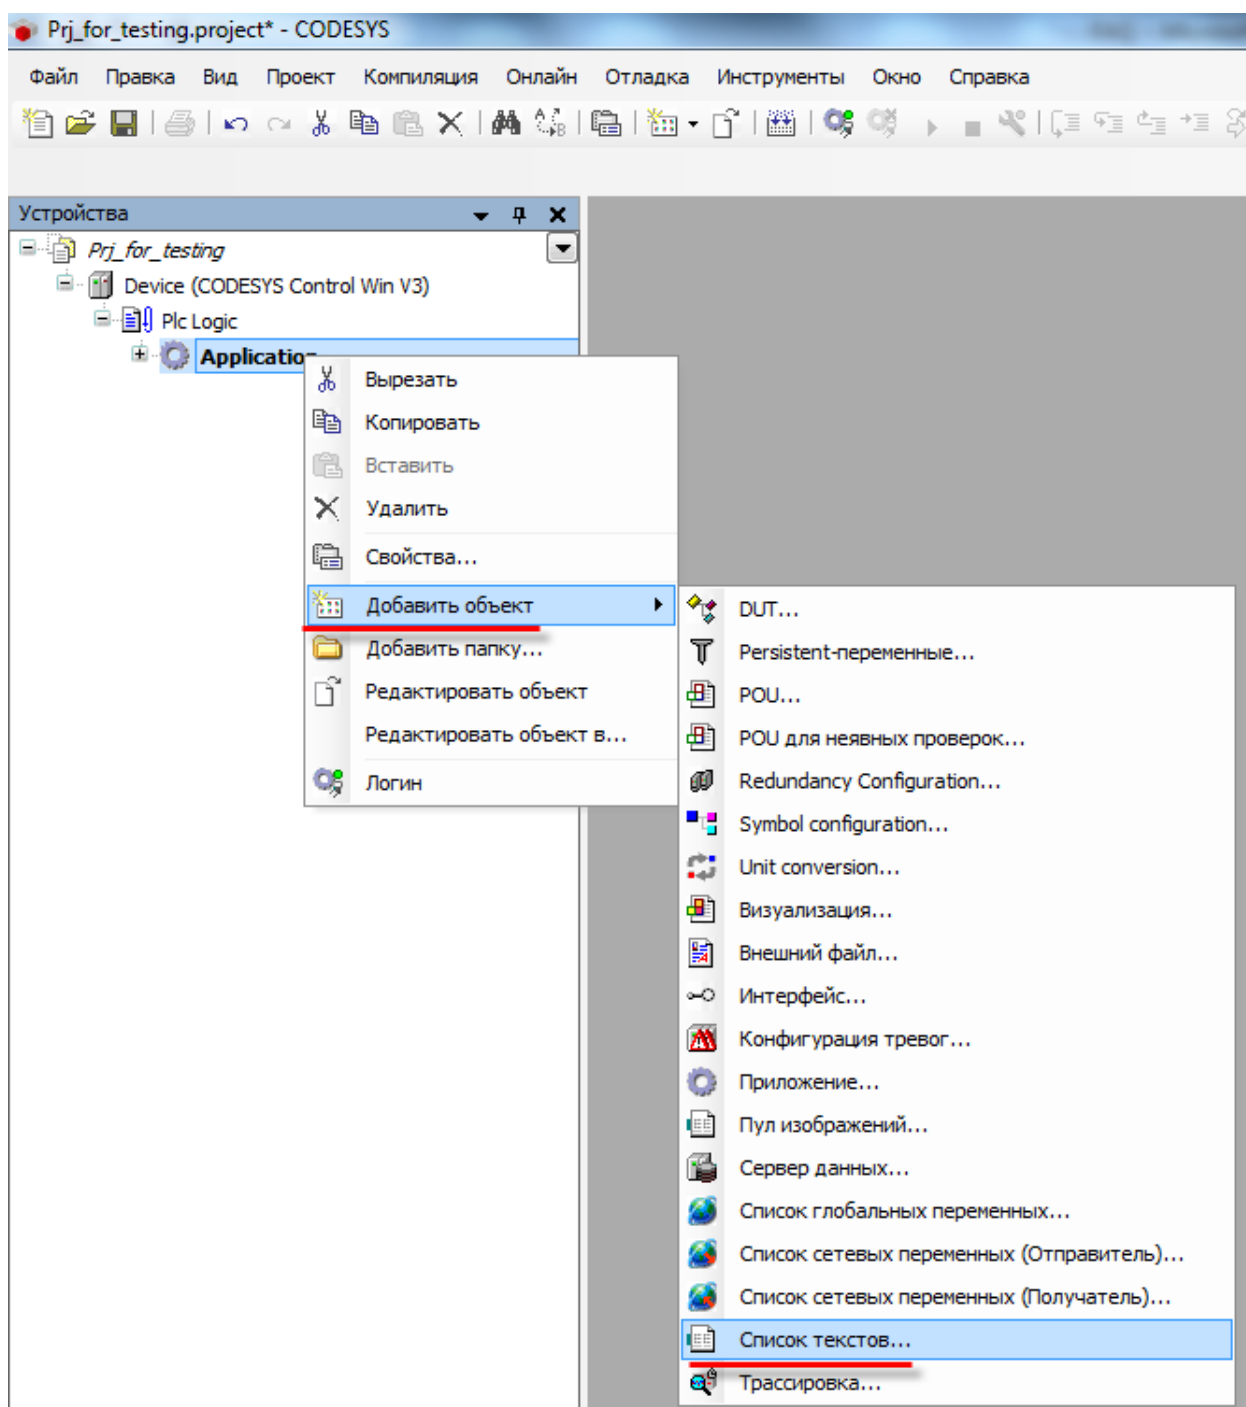 Prj_for_testing.project* - CODESYS
Файл Правка Вид Проект Компиляция Онлайн Отладка Инструменты Окно Справка
Устройства
Prj_for_testing
Device (CODESYS Control Win V3)
Plc Logic
Application
Вырезать
Копировать
Вставить
Удалить
Свойства...
Добавить объект
Добавить папку...
Редактировать объект
Редактировать объект в...
Логин
DUT...
Persistent-переменные...
POU...
POU для неявных проверок...
Redundancy Configuration...
Symbol configuration...
Unit conversion...
Визуализация...
Внешний файл...
Интерфейс...
Конфигурация тревог...
Приложение...
Пул изображений...
Сервер данных...
Список глобальных переменных...
Список сетевых переменных (Отправитель)...
Список сетевых переменных (Получатель)...
Список текстов...
Трассировка...